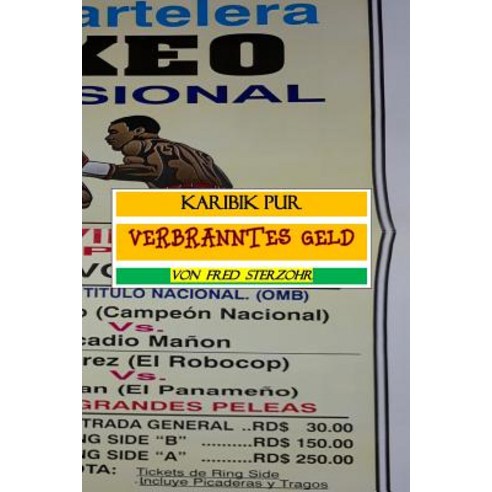 artelera
XEO
SIONAL
KARIBIK PUR
VERBRANNTES GELD
VON FRED STERZOHR
TITULO NACIONAL. (OMB)
o (Campeón Nacional)
Vs.
cadio Mañon
rez (El Robocop)
Vs.
an (El Panameño)
GRANDES PELEAS
TRADA GENERAL ..RD$ 30.00
NG SIDE "B" ..........RD$ 150.00
NG SIDE "A" ..........RD$ 250.00
OTA: Tickets de Ring Side
Incluye Picaderas y Tragos